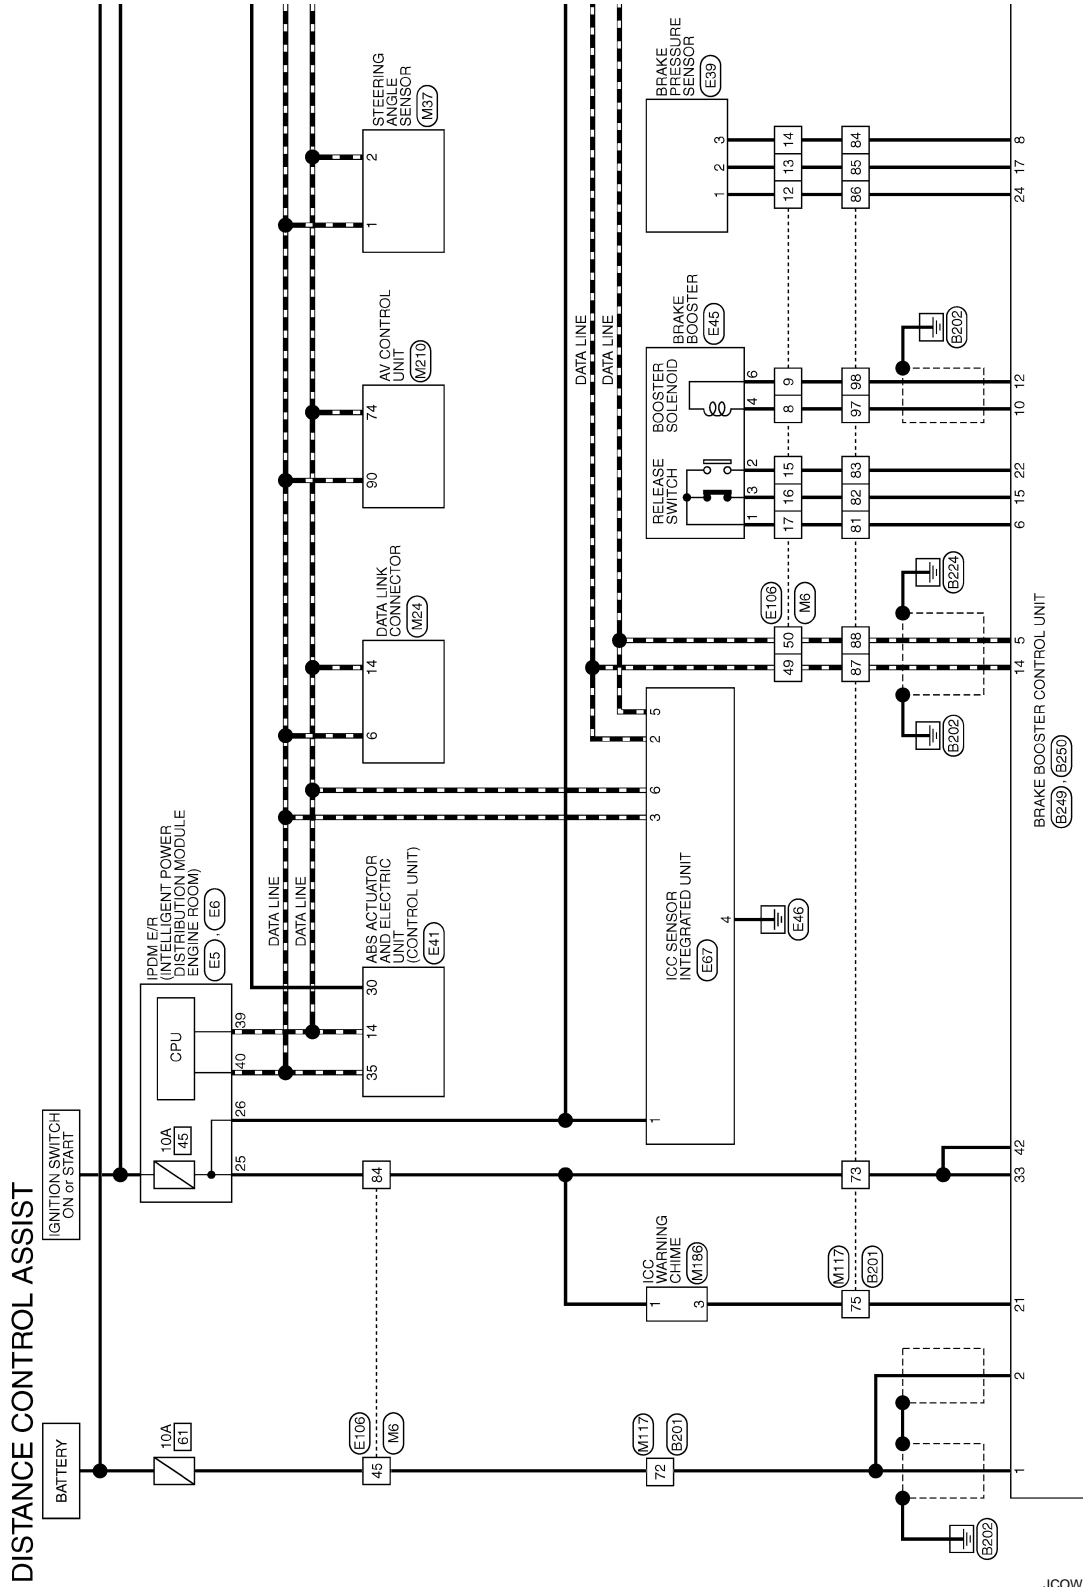 DISTANCE CONTROL ASSIST
BATTERY
IGNITION SWITCH
ON or START
10A
61
10A
45
CPU
IPDM E/R
(INTELLIGENT POWER
DISTRIBUTION MODULE
ENGINE ROOM)
E5 , E6
25
26
40
39
DATA LINE
DATA LINE
E106
M6
45
84
35
14
30
ABS ACTUATOR
AND ELECTRIC
UNIT
(CONTROL UNIT)
E41
6
14
DATA LINK
CONNECTOR
M24
90
74
AV CONTROL
UNIT
M210
1
2
STEERING
ANGLE
SENSOR
M37
DATA LINE
DATA LINE
M117
B201
72
ICC
WARNING
CHIME
M186
1
3
ICC SENSOR
INTEGRATED UNIT
E67
1
3
6
2
5
4
E46
RELEASE
SWITCH
BOOSTER
SOLENOID
BRAKE
BOOSTER
E45
1
3
2
4
6
BRAKE
PRESSURE
SENSOR
E39
1
2
3
E106
M6
49
50
17
16
15
8
9
12
13
14
M117
B201
75
73
87
88
81
82
83
97
98
86
85
84
B202
B202
B224
B202
1
2
21
33
42
14
5
6
15
22
10
12
24
17
8
BRAKE BOOSTER CONTROL UNIT
B249 , B250